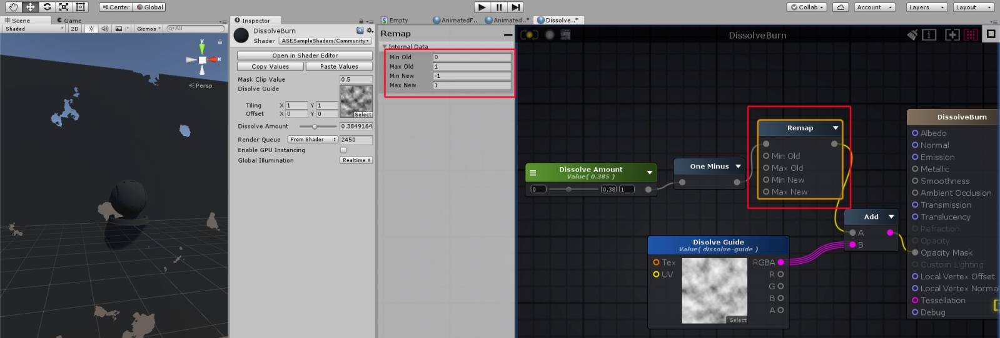 Center Global
Collab Account Layers Layout
Scene Game
Shaded 2D Gizmos All
y
x
Persp
Inspector
DissolveBurn
Shader ASESampleShaders/Community
Open in Shader Editor
Copy Values Paste Values
Mask Clip Value 0.5
Disolve Guide
Tiling X 1 Y 1
Offset X 0 Y 0
Select
Dissolve Amount 0.3849164
Render Queue From Shader 2450
Enable GPU Instancing
Global Illumination Realtime
Empty AnimatedF.. Animated..* Dissolve..*
Remap
Internal Data
Min Old 0
Max Old 1
Min New -1
Max New 1
DissolveBurn
Dissolve Amount
Value( 0.385 )
0 0.38 1
One Minus
Remap
Min Old
Max Old
Min New
Max New
Add
A
B
Disolve Guide
Value( dissolve-guide )
Tex
UV
RGBA
R
G
B
A
Select
DissolveBurn
Albedo
Normal
Emission
Metallic
Smoothness
Ambient Occlusion
Transmission
Translucency
Refraction
Opacity
Opacity Mask
Custom Lighting
Local Vertex Offset
Local Vertex Norma
Tessellation
Debug